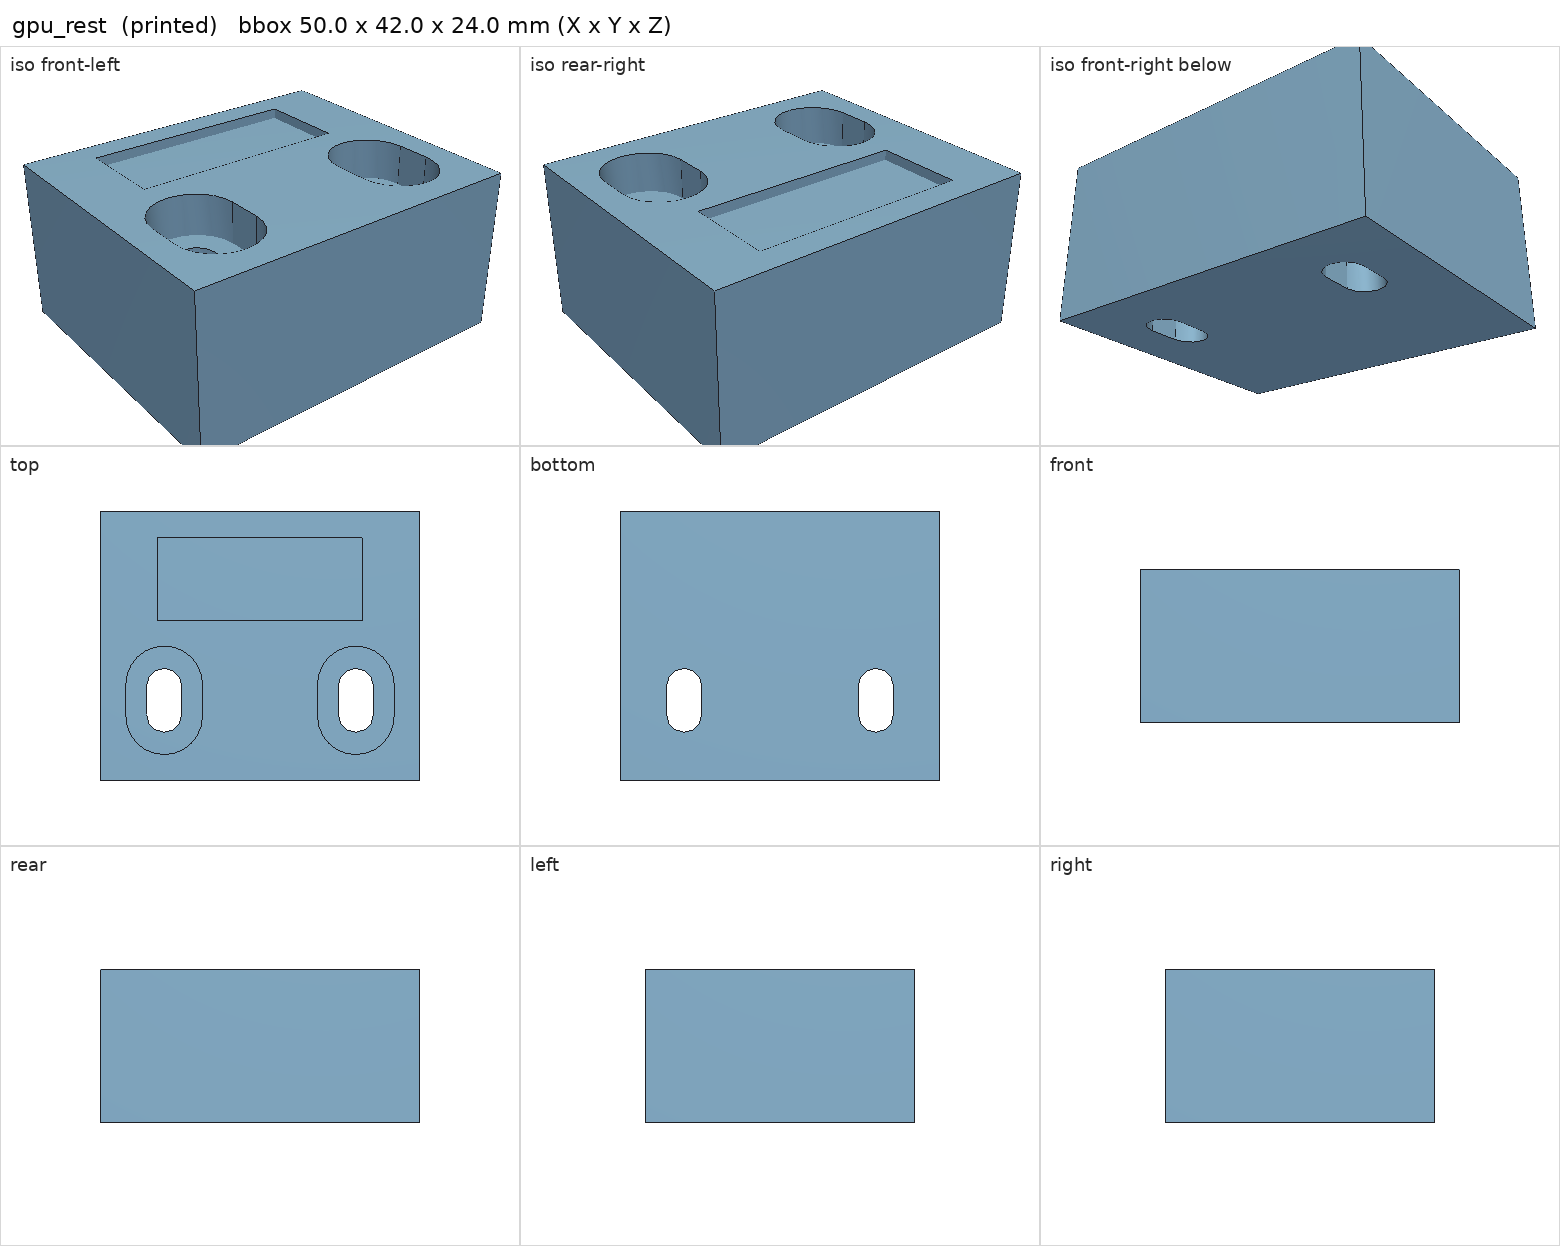 gpu_rest  (printed)   bbox 50.0 x 42.0 x 24.0 mm (X x Y x Z)
iso front-left
iso rear-right
iso front-right below
top
bottom
front
rear
left
right